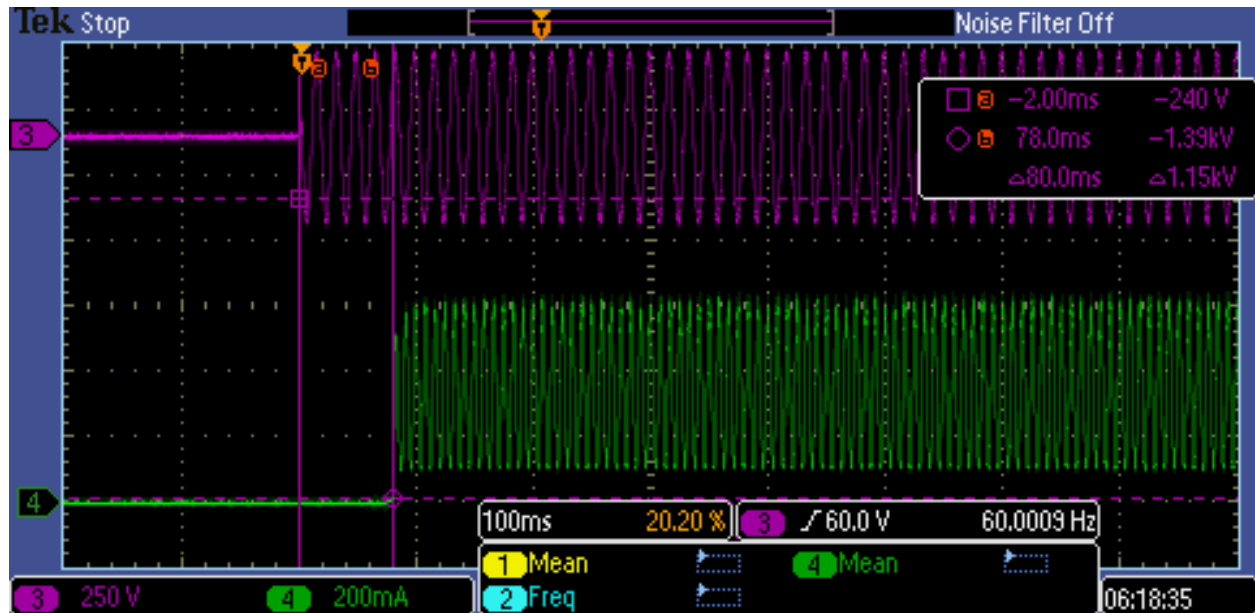 Tek Stop
Noise Filter Off
T
T a b
a −2.00ms −240 V
3
b 78.0ms −1.39kV
△80.0ms △1.15kV
4
100ms 20.20 % 3 60.0 V 60.0009 Hz
1 Mean 4 Mean
3 250 V 4 200mA 2 Freq 06:18:35